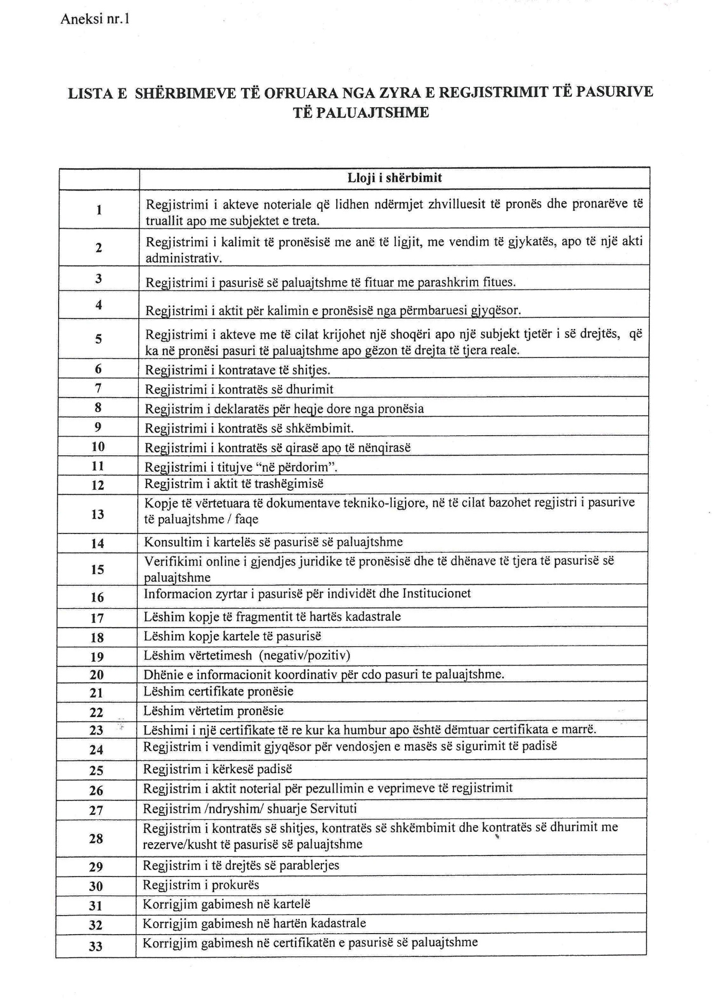 Aneksi nr.1
LISTA E SHËRBIMEVE TË OFRUARA NGA ZYRA E REGJISTRIMIT TË PASURIVE
TË PALUAJTSHME
Lloji i shërbimit
1 Regjistrimi i akteve noteriale që lidhen ndërmjet zhvilluesit të pronës dhe pronarëve të
truallit apo me subjektet e treta.
2 Regjistrimi i kalimit të pronësisë me anë të ligjit, me vendim të gjykatës, apo të një akti
administrativ.
3 Regjistrimi i pasurisë së paluajtshme të fituar me parashkrim fitues.
4 Regjistrimi i aktit për kalimin e pronësisë nga përmbaruesi gjyqësor.
5 Regjistrimi i akteve me të cilat krijohet një shoqëri apo një subjekt tjetër i së drejtës, që
ka në pronësi pasuri të paluajtshme apo gëzon të drejta të tjera reale.
6 Regjistrimi i kontratave të shitjes.
7 Regjistrimi i kontratës së dhurimit
8 Regjistrim i deklaratës për heqje dore nga pronësia
9 Regjistrimi i kontratës së shkëmbimit.
10 Regjistrimi i kontratës së qirasë apo të nënqirasë
11 Regjistrimi i titujve “në përdorim”.
12 Regjistrim i aktit të trashëgimisë
13 Kopje të vërtetuara të dokumentave tekniko-ligjore, në të cilat bazohet regjistri i pasurive
të paluajtshme / faqe
14 Konsultim i kartelës së pasurisë së paluajtshme
15 Verifikimi online i gjendjes juridike të pronësisë dhe të dhënave të tjera të pasurisë së
paluajtshme
16 Informacion zyrtar i pasurisë për individët dhe Institucionet
17 Lëshim kopje të fragmentit të hartës kadastrale
18 Lëshim kopje kartele të pasurisë
19 Lëshim vërtetimesh (negativ/pozitiv)
20 Dhënie e informacionit koordinativ për cdo pasuri te paluajtshme.
21 Lëshim certifikate pronësie
22 Lëshim vërtetim pronësie
23 Lëshimi i një certifikate të re kur ka humbur apo është dëmtuar certifikata e marrë.
24 Regjistrim i vendimit gjyqësor për vendosjen e masës së sigurimit të padisë
25 Regjistrim i kërkesë padisë
26 Regjistrim i aktit noterial për pezullimin e veprimeve të regjistrimit
27 Regjistrim /ndryshim/ shuarje Servituti
28 Regjistrim i kontratës së shitjes, kontratës së shkëmbimit dhe kontratës së dhurimit me
rezerve/kusht të pasurisë së paluajtshme
29 Regjistrim i të drejtës së parablerjes
30 Regjistrim i prokurës
31 Korrigjim gabimesh në kartelë
32 Korrigjim gabimesh në hartën kadastrale
33 Korrigjim gabimesh në certifikatën e pasurisë së paluajtshme